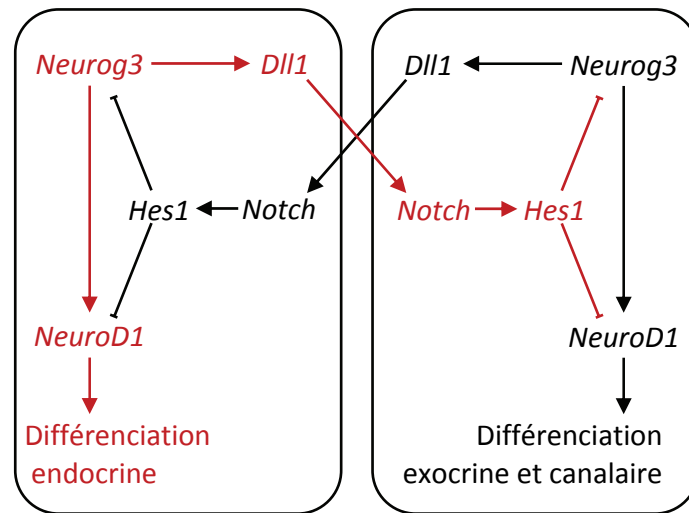 Neurog3
Dll1
Hes1
Notch
NeuroD1
Différenciation
endocrine
Dll1
Neurog3
Notch
Hes1
NeuroD1
Différenciation
exocrine et canalaire